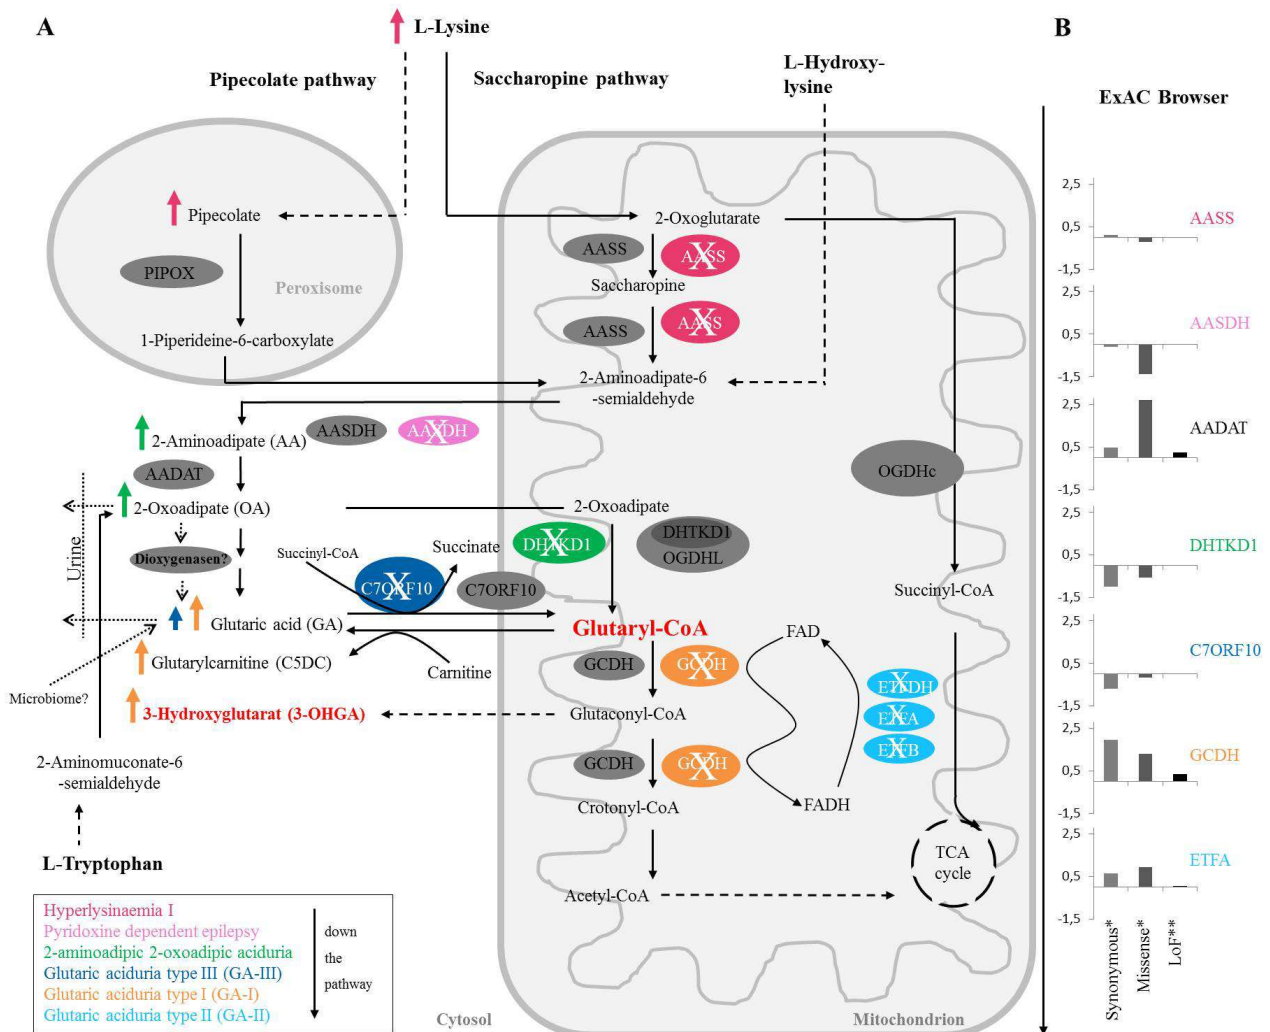 A
L-Lysine
B
Pipecolate pathway
Saccharopine pathway
L-Hydroxy-
lysine
ExAC Browser
Pipecolate
PIPOX
Peroxisome
1-Piperideine-6-carboxylate
2-Oxoglutarate
AASS
AASS
X
Saccharopine
AASS
AASS
X
2-Aminoadipate-6
-semialdehyde
2-Aminoadipate (AA)
AASDH
AASDH
X
AADAT
2-Oxoadipate (OA)
2-Oxoadipate
OGDHc
Urine
Dioxygenasen?
Succinyl-CoA
Succinate
DHTKD1
X
DHTKD1
OGDHL
C7ORF10
X
C7ORF10
Succinyl-CoA
Glutaric acid (GA)
Glutaryl-CoA
FAD
Glutarylcarnitine (C5DC)
Carnitine
GCDH
GCDH
X
ETFDH
X
ETFA
X
ETFB
X
Microbiome?
3-Hydroxyglutarat (3-OHGA)
Glutaconyl-CoA
2-Aminomuconate-6
-semialdehyde
GCDH
GCDH
X
Crotonyl-CoA
FADH
L-Tryptophan
TCA
cycle
Acetyl-CoA
Hyperlysinaemia I
Pyridoxine dependent epilepsy
2-aminoadipic 2-oxoadipic aciduria
Glutaric aciduria type III (GA-III)
Glutaric aciduria type I (GA-I)
Glutaric aciduria type II (GA-II)
down
the
pathway
Cytosol
Mitochondrion
2,5
0,5
-1,5
AASS
2,5
0,5
-1,5
AASDH
2,5
0,5
-1,5
AADAT
2,5
0,5
-1,5
DHTKD1
2,5
0,5
-1,5
C7ORF10
2,5
0,5
-1,5
GCDH
2,5
0,5
-1,5
ETFA
Synonymous*
Missense*
LoF**